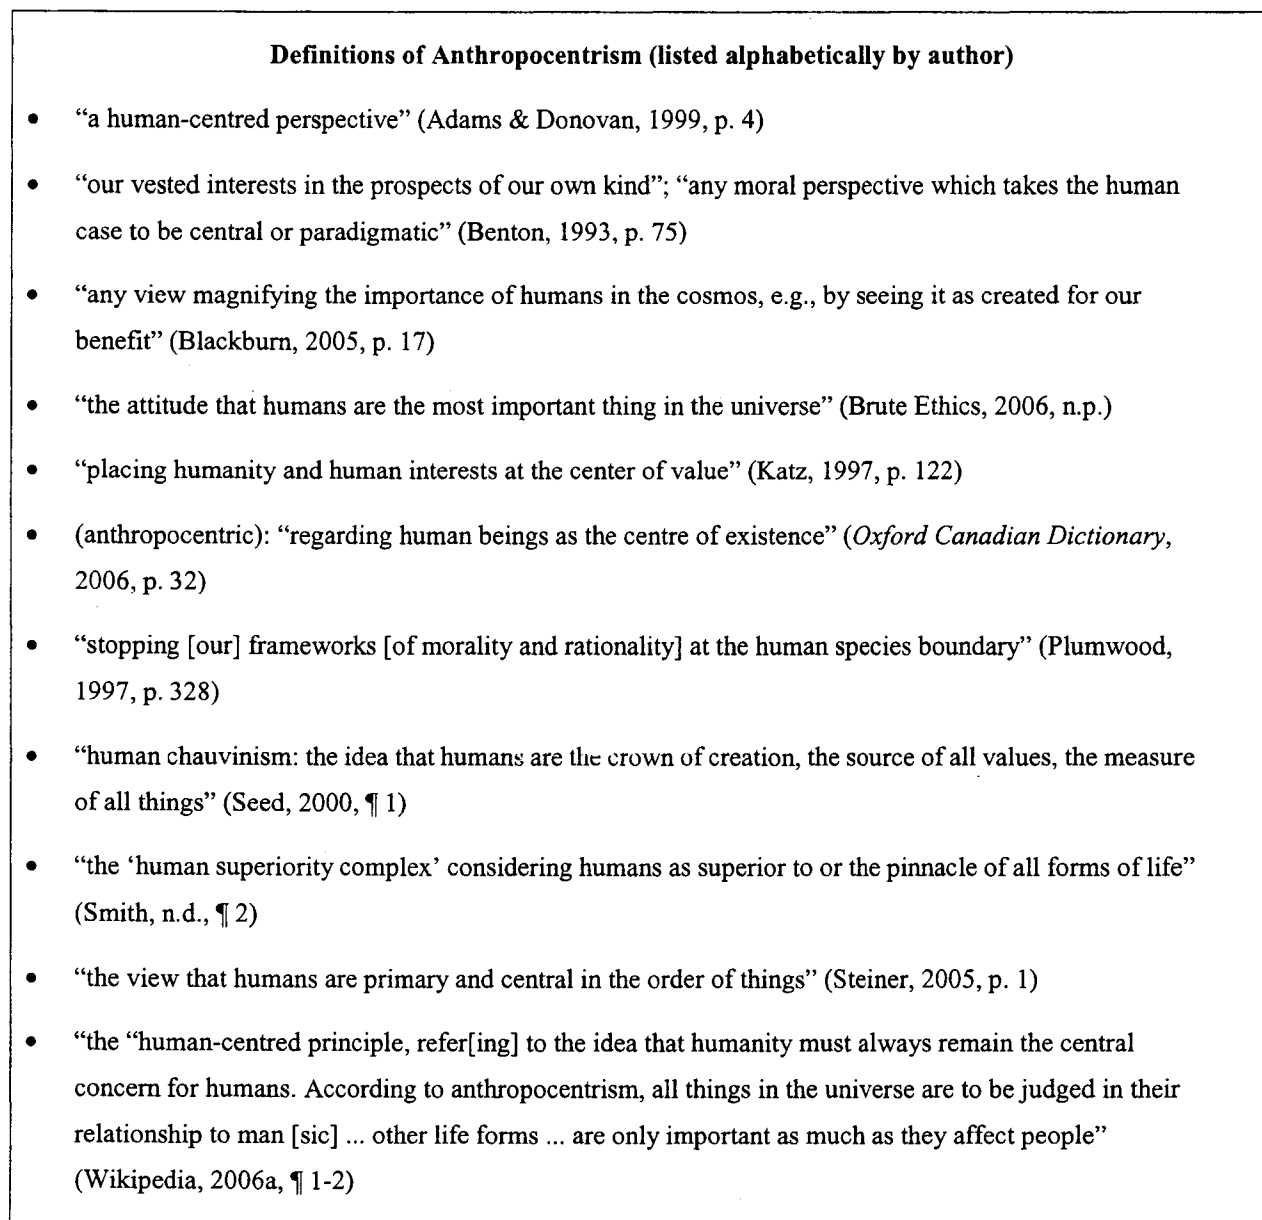 Definitions of Anthropocentrism (listed alphabetically by author)
• “a human-centred perspective” (Adams & Donovan, 1999, p. 4)
• “our vested interests in the prospects of our own kind”; “any moral perspective which takes the human
case to be central or paradigmatic” (Benton, 1993, p. 75)
• “any view magnifying the importance of humans in the cosmos, e.g., by seeing it as created for our
benefit” (Blackburn, 2005, p. 17)
• “the attitude that humans are the most important thing in the universe” (Brute Ethics, 2006, n.p.)
• “placing humanity and human interests at the center of value” (Katz, 1997, p. 122)
• (anthropocentric): “regarding human beings as the centre of existence” (Oxford Canadian Dictionary,
2006, p. 32)
• “stopping [our] frameworks [of morality and rationality] at the human species boundary” (Plumwood,
1997, p. 328)
• “human chauvinism: the idea that humans are the crown of creation, the source of all values, the measure
of all things” (Seed, 2000, ¶ 1)
• “the ‘human superiority complex’ considering humans as superior to or the pinnacle of all forms of life”
(Smith, n.d., ¶ 2)
• “the view that humans are primary and central in the order of things” (Steiner, 2005, p. 1)
• “the “human-centred principle, refer[ing] to the idea that humanity must always remain the central
concern for humans. According to anthropocentrism, all things in the universe are to be judged in their
relationship to man [sic] ... other life forms ... are only important as much as they affect people”
(Wikipedia, 2006a, ¶ 1-2)